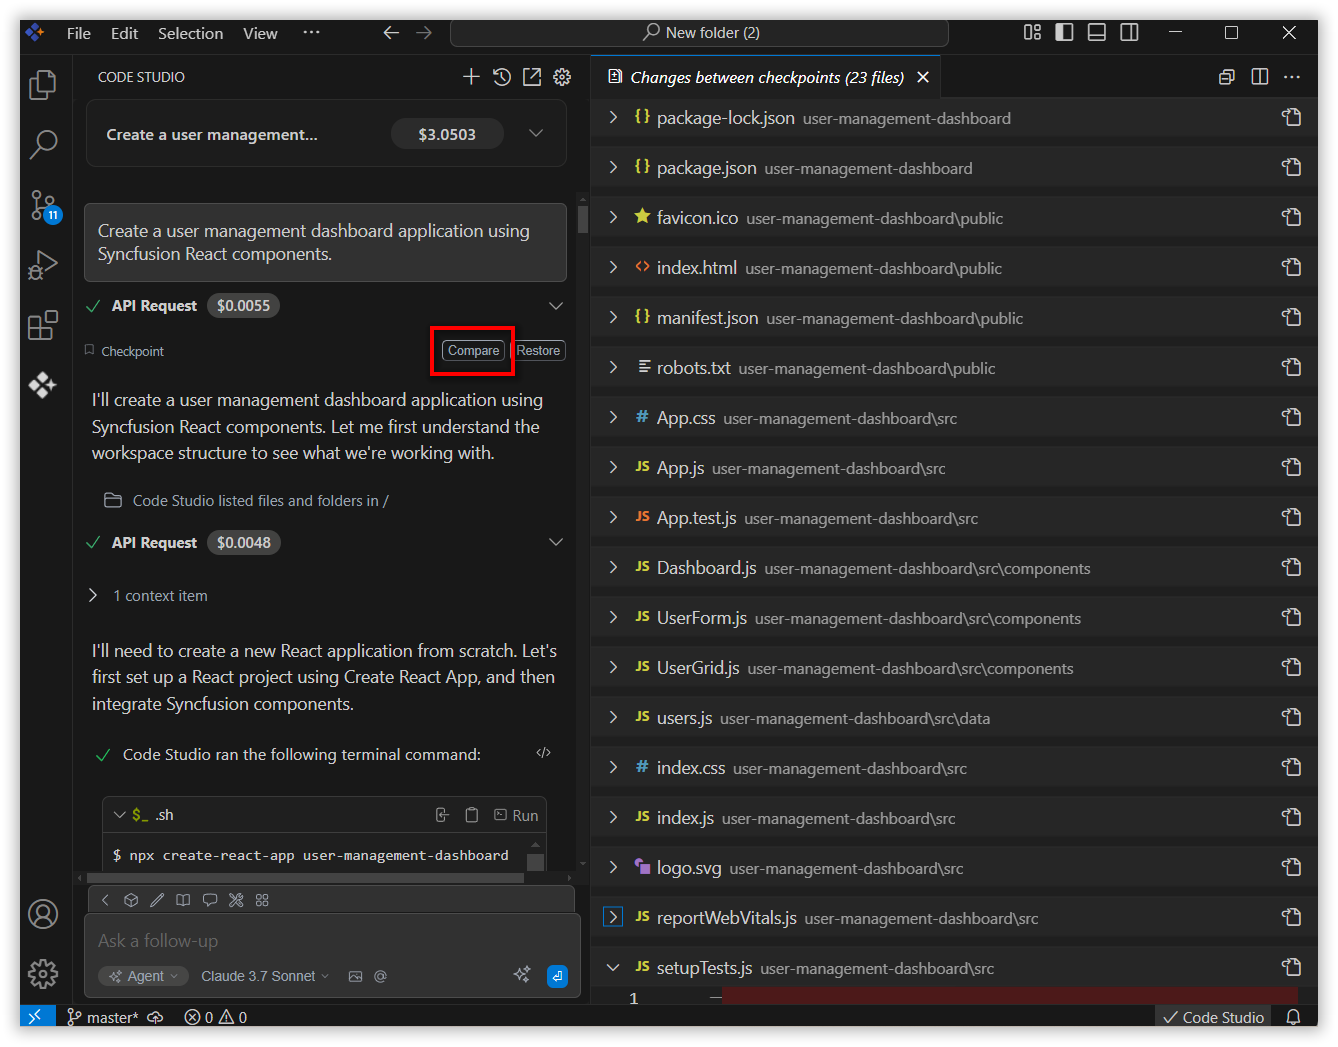 File Edit Selection View ··· New folder (2)
CODE STUDIO
Create a user management... $3.0503
Create a user management dashboard application using
Syncfusion React components.
API Request $0.0055
Checkpoint Compare Restore
I'll create a user management dashboard application using
Syncfusion React components. Let me first understand the
workspace structure to see what we're working with.
Code Studio listed files and folders in /
API Request $0.0048
1 context item
I'll need to create a new React application from scratch. Let's
first set up a React project using Create React App, and then
integrate Syncfusion components.
Code Studio ran the following terminal command:
$_ .sh Run
$ npx create-react-app user-management-dashboard
Ask a follow-up
Agent Claude 3.7 Sonnet
11
Changes between checkpoints (23 files)
{} package-lock.json user-management-dashboard
{} package.json user-management-dashboard
favicon.ico user-management-dashboard\public
<> index.html user-management-dashboard\public
{} manifest.json user-management-dashboard\public
robots.txt user-management-dashboard\public
# App.css user-management-dashboard\src
JS App.js user-management-dashboard\src
JS App.test.js user-management-dashboard\src
JS Dashboard.js user-management-dashboard\src\components
JS UserForm.js user-management-dashboard\src\components
JS UserGrid.js user-management-dashboard\src\components
JS users.js user-management-dashboard\src\data
# index.css user-management-dashboard\src
JS index.js user-management-dashboard\src
logo.svg user-management-dashboard\src
JS reportWebVitals.js user-management-dashboard\src
JS setupTests.js user-management-dashboard\src
1 —
master* 0 0 Code Studio